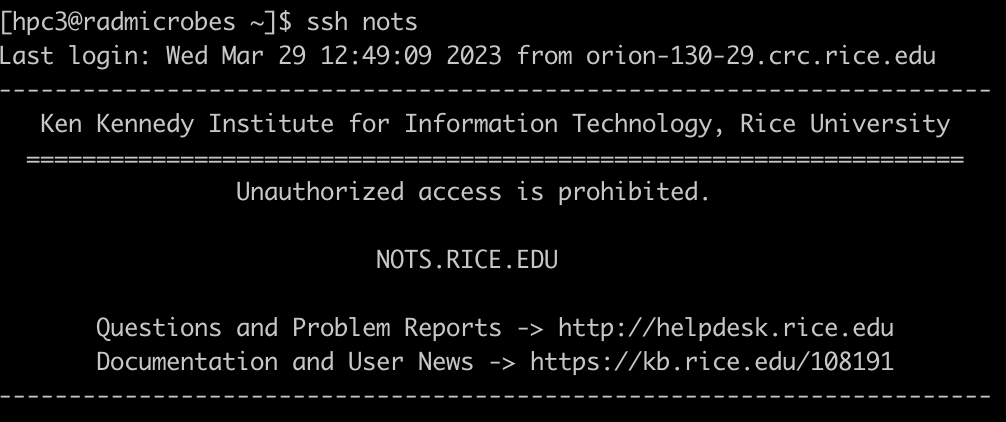 [hpc3@radmicrobes ~]$ ssh nots
Last login: Wed Mar 29 12:49:09 2023 from orion-130-29.crc.rice.edu
-----------------------------------------------------------------------
Ken Kennedy Institute for Information Technology, Rice University
===================================================================
Unauthorized access is prohibited.
NOTS.RICE.EDU
Questions and Problem Reports -> http://helpdesk.rice.edu
Documentation and User News -> https://kb.rice.edu/108191
-----------------------------------------------------------------------